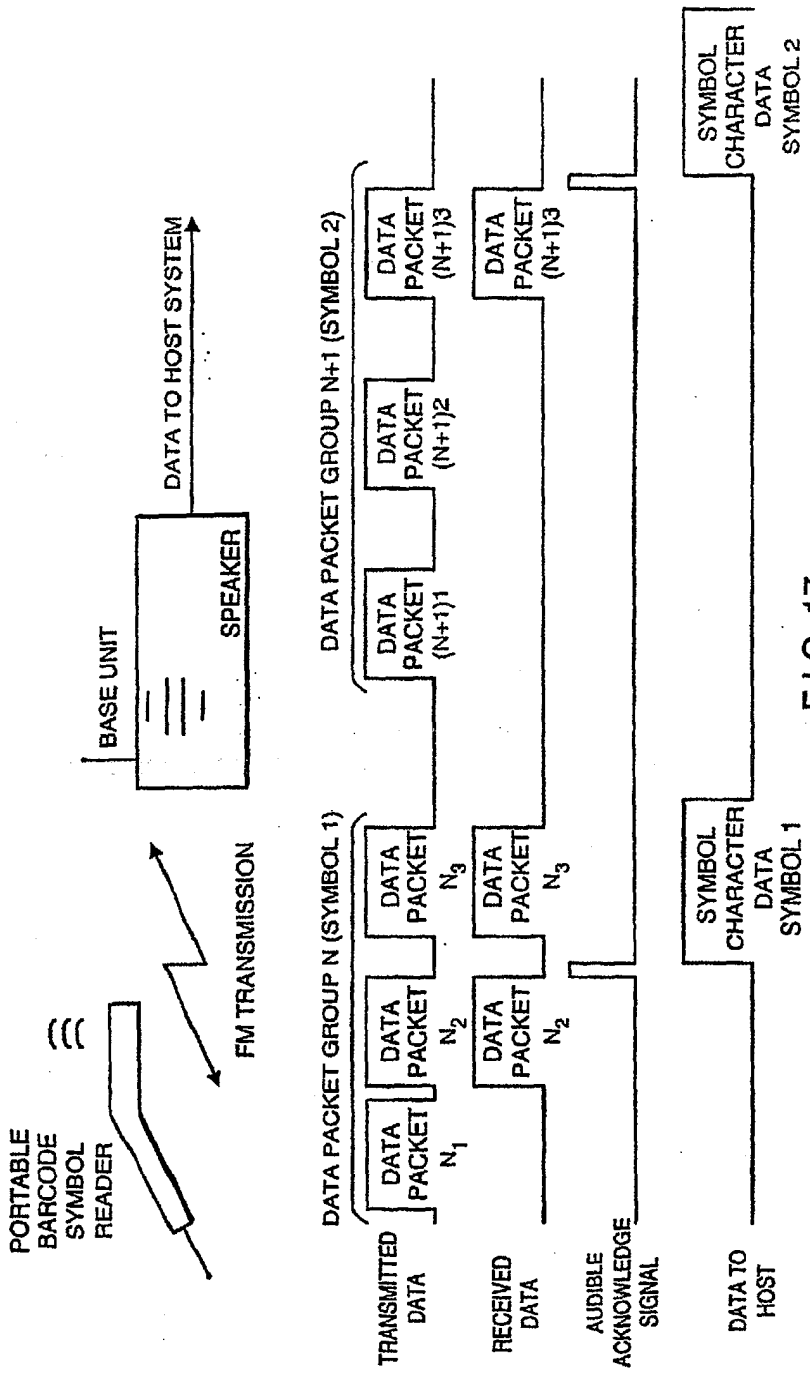 PORTABLE
BARCODE
SYMBOL
READER
BASE UNIT
SPEAKER
DATA TO HOST SYSTEM
FM TRANSMISSION
DATA PACKET GROUP N (SYMBOL 1)
DATA PACKET GROUP N+1 (SYMBOL 2)
TRANSMITTED
DATA
DATA
PACKET
N1
DATA
PACKET
N2
DATA
PACKET
N3
DATA
PACKET
(N+1)1
DATA
PACKET
(N+1)2
DATA
PACKET
(N+1)3
RECEIVED
DATA
DATA
PACKET
N2
DATA
PACKET
N3
DATA
PACKET
(N+1)3
AUDIBLE
ACKNOWLEDGE
SIGNAL
DATA TO
HOST
SYMBOL
CHARACTER
DATA
SYMBOL 1
SYMBOL
CHARACTER
DATA
SYMBOL 2
FIG. 17